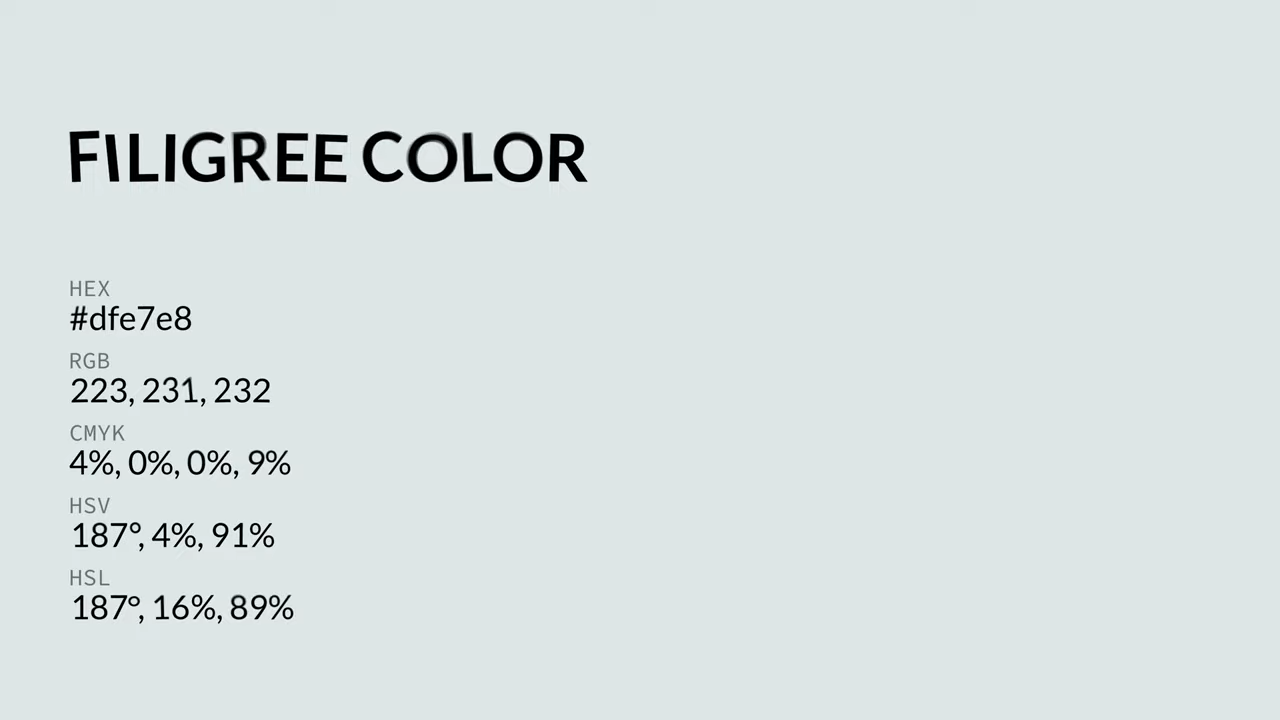 FILIGREE COLOR
HEX
#dfe7e8
RGB
223, 231, 232
CMYK
4%, 0%, 0%, 9%
HSV
187°, 4%, 91%
HSL
187°, 16%, 89%